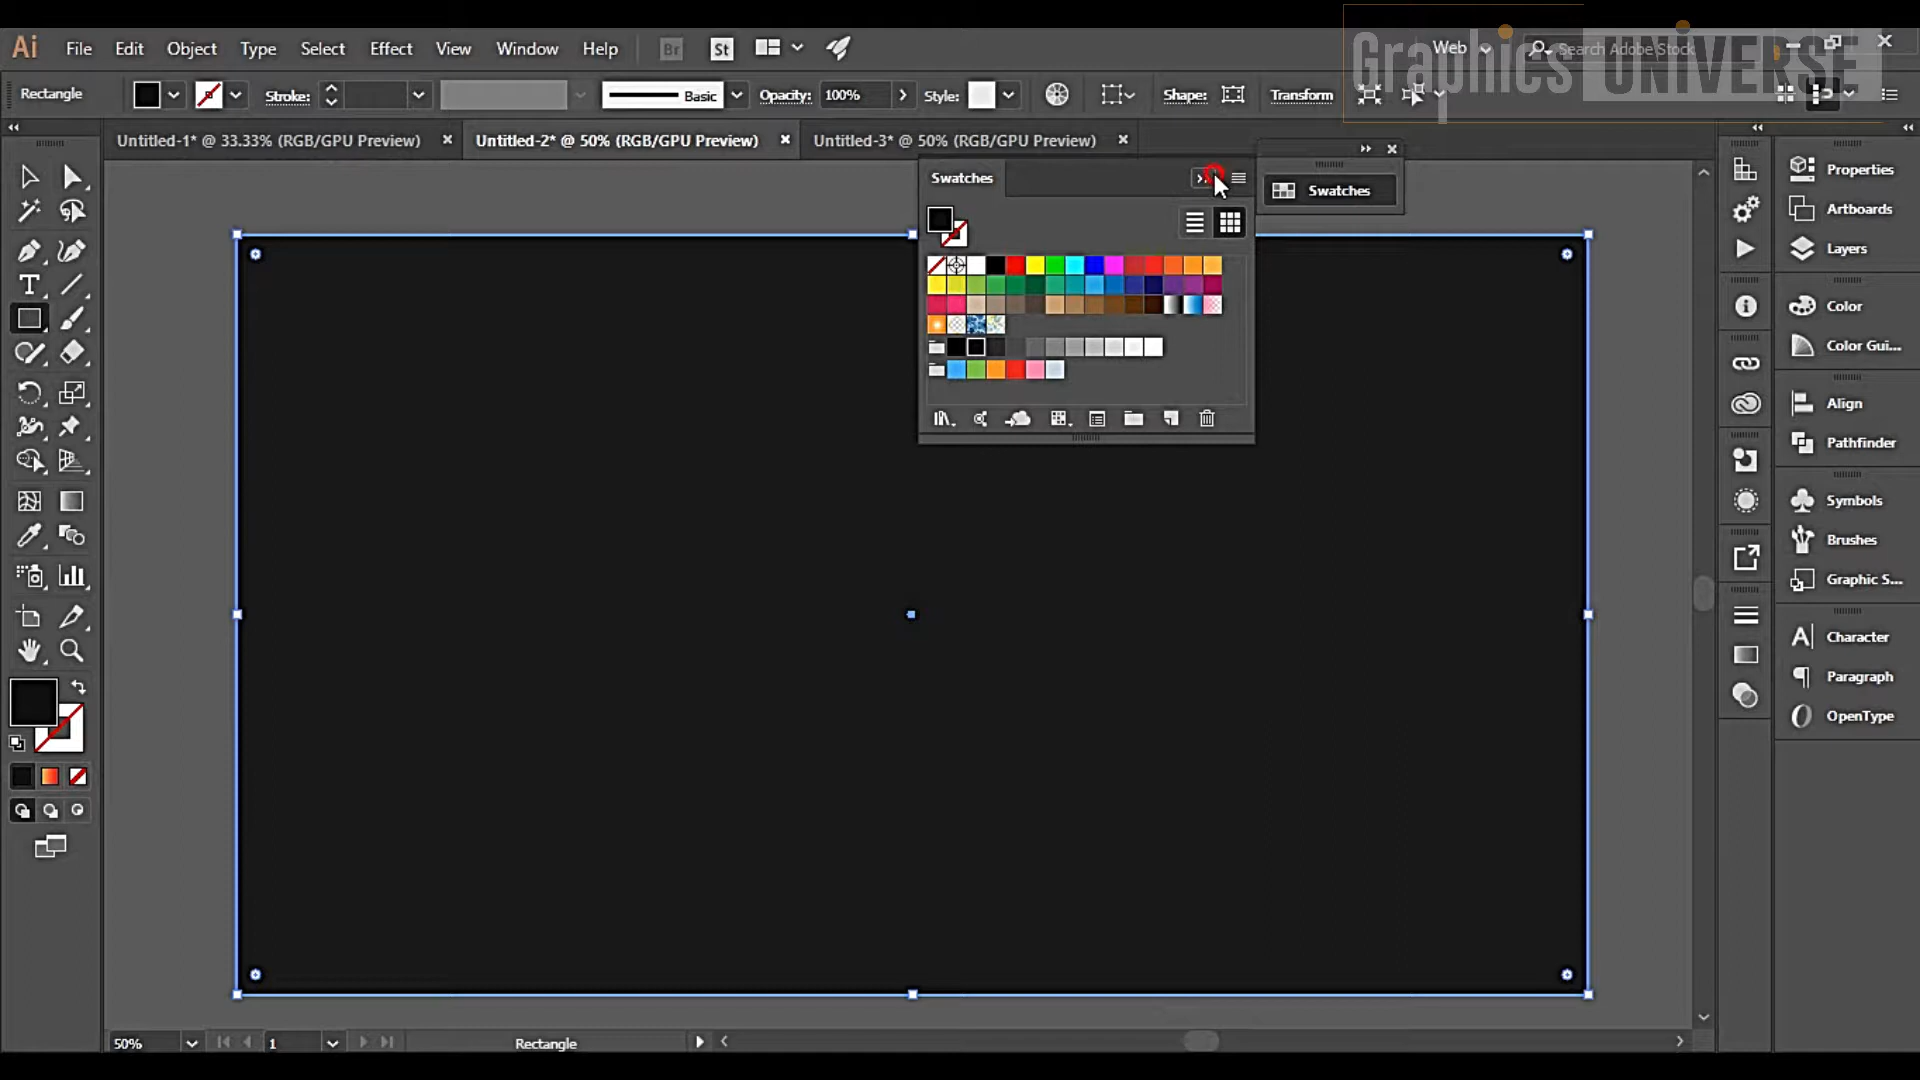 Ai File Edit Object Type Select Effect View Window Help Br St Web Search Adobe Stock
Graphics UNiVERSE
Rectangle Stroke: Basic Opacity: 100% Style: Shape: Transform
Untitled-1* @ 33.33% (RGB/GPU Preview) Untitled-2* @ 50% (RGB/GPU Preview) Untitled-3* @ 50% (RGB/GPU Preview)
Swatches
Swatches
Properties
Artboards
Layers
Color
Color Gui...
Align
Pathfinder
Symbols
Brushes
Graphic S...
Character
Paragraph
OpenType
50% 1 Rectangle